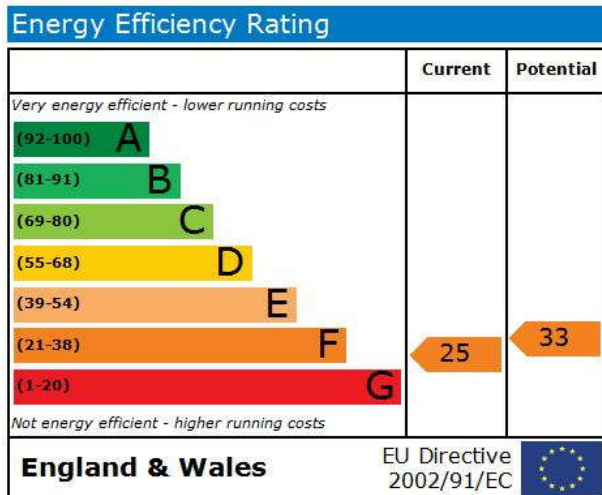 Energy Efficiency Rating
Current Potential
Very energy efficient - lower running costs
(92-100) A
(81-91) B
(69-80) C
(55-68) D
(39-54) E
(21-38) F 25 33
(1-20) G
Not energy efficient - higher running costs
England & Wales
EU Directive
2002/91/EC